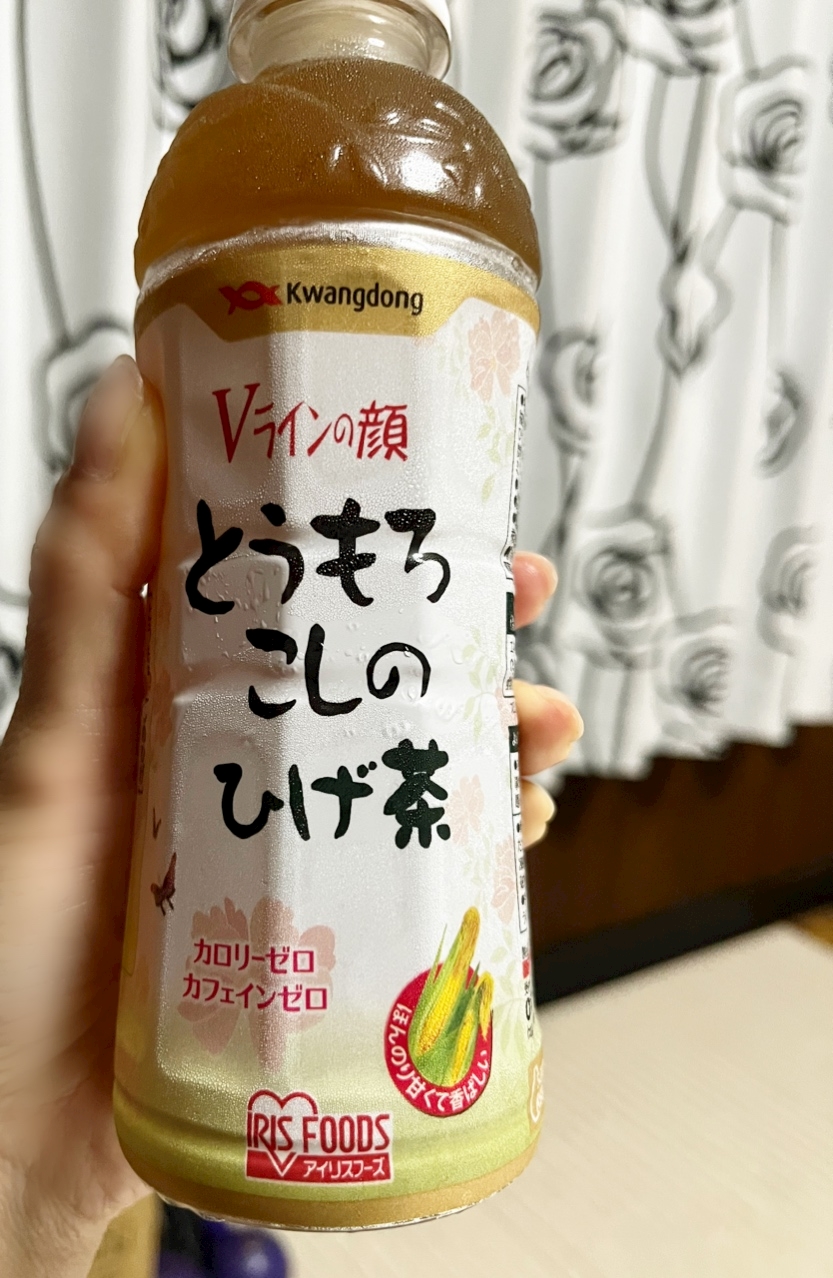 Kwangdong
Vラインの顔
とうもろ
こしの
ひげ茶
カロリーゼロ
カフェインゼロ
ほんのり甘くて香ばしい
IRIS FOODS
アイリスフーズ